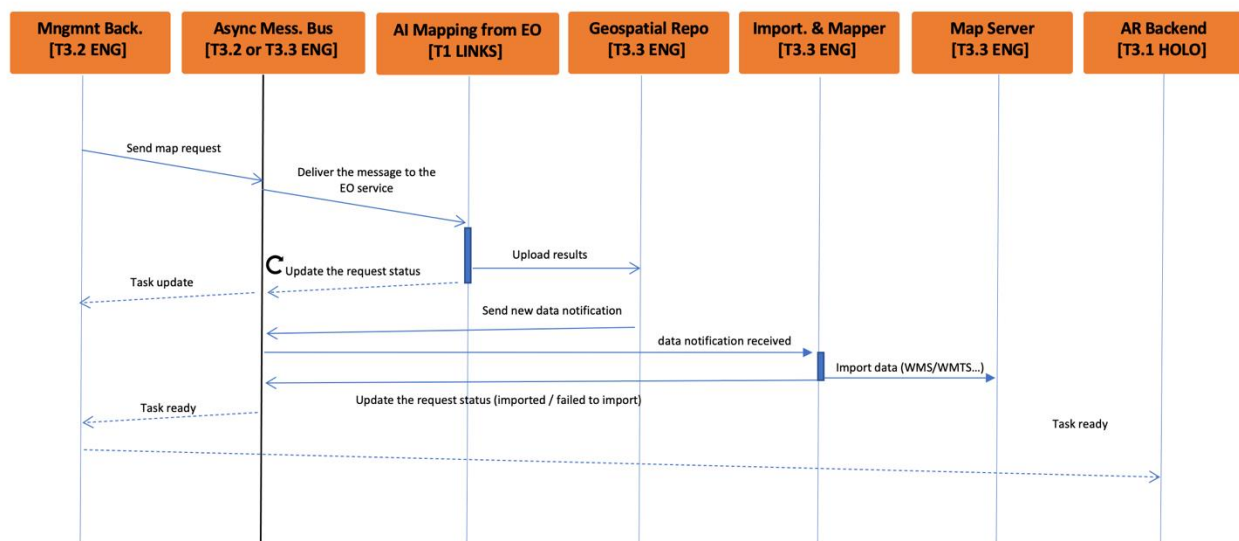 Mngmnt Back.
[T3.2 ENG]
Async Mess. Bus
[T3.2 or T3.3 ENG]
AI Mapping from EO
[T1 LINKS]
Geospatial Repo
[T3.3 ENG]
Import. & Mapper
[T3.3 ENG]
Map Server
[T3.3 ENG]
AR Backend
[T3.1 HOLO]
Send map request
Deliver the message to the
EO service
Upload results
Update the request status
Task update
Send new data notification
data notification received
Import data (WMS/WMTS...)
Update the request status (imported / failed to import)
Task ready
Task ready